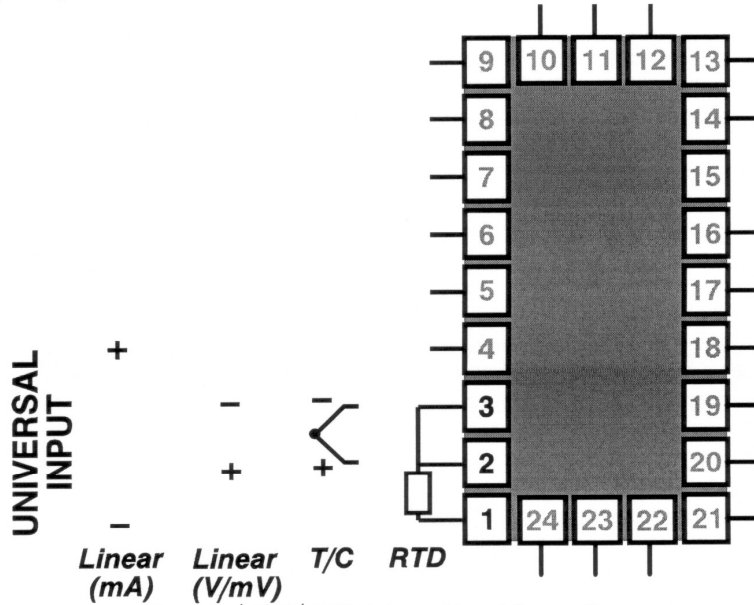 9 10 11 12 13
8 14
7 15
6 16
5 17
+ 4 18
− − 3 19
+ + 2 20
− 1 24 23 22 21
UNIVERSAL
INPUT
Linear
(mA)
Linear
(V/mV)
T/C
RTD